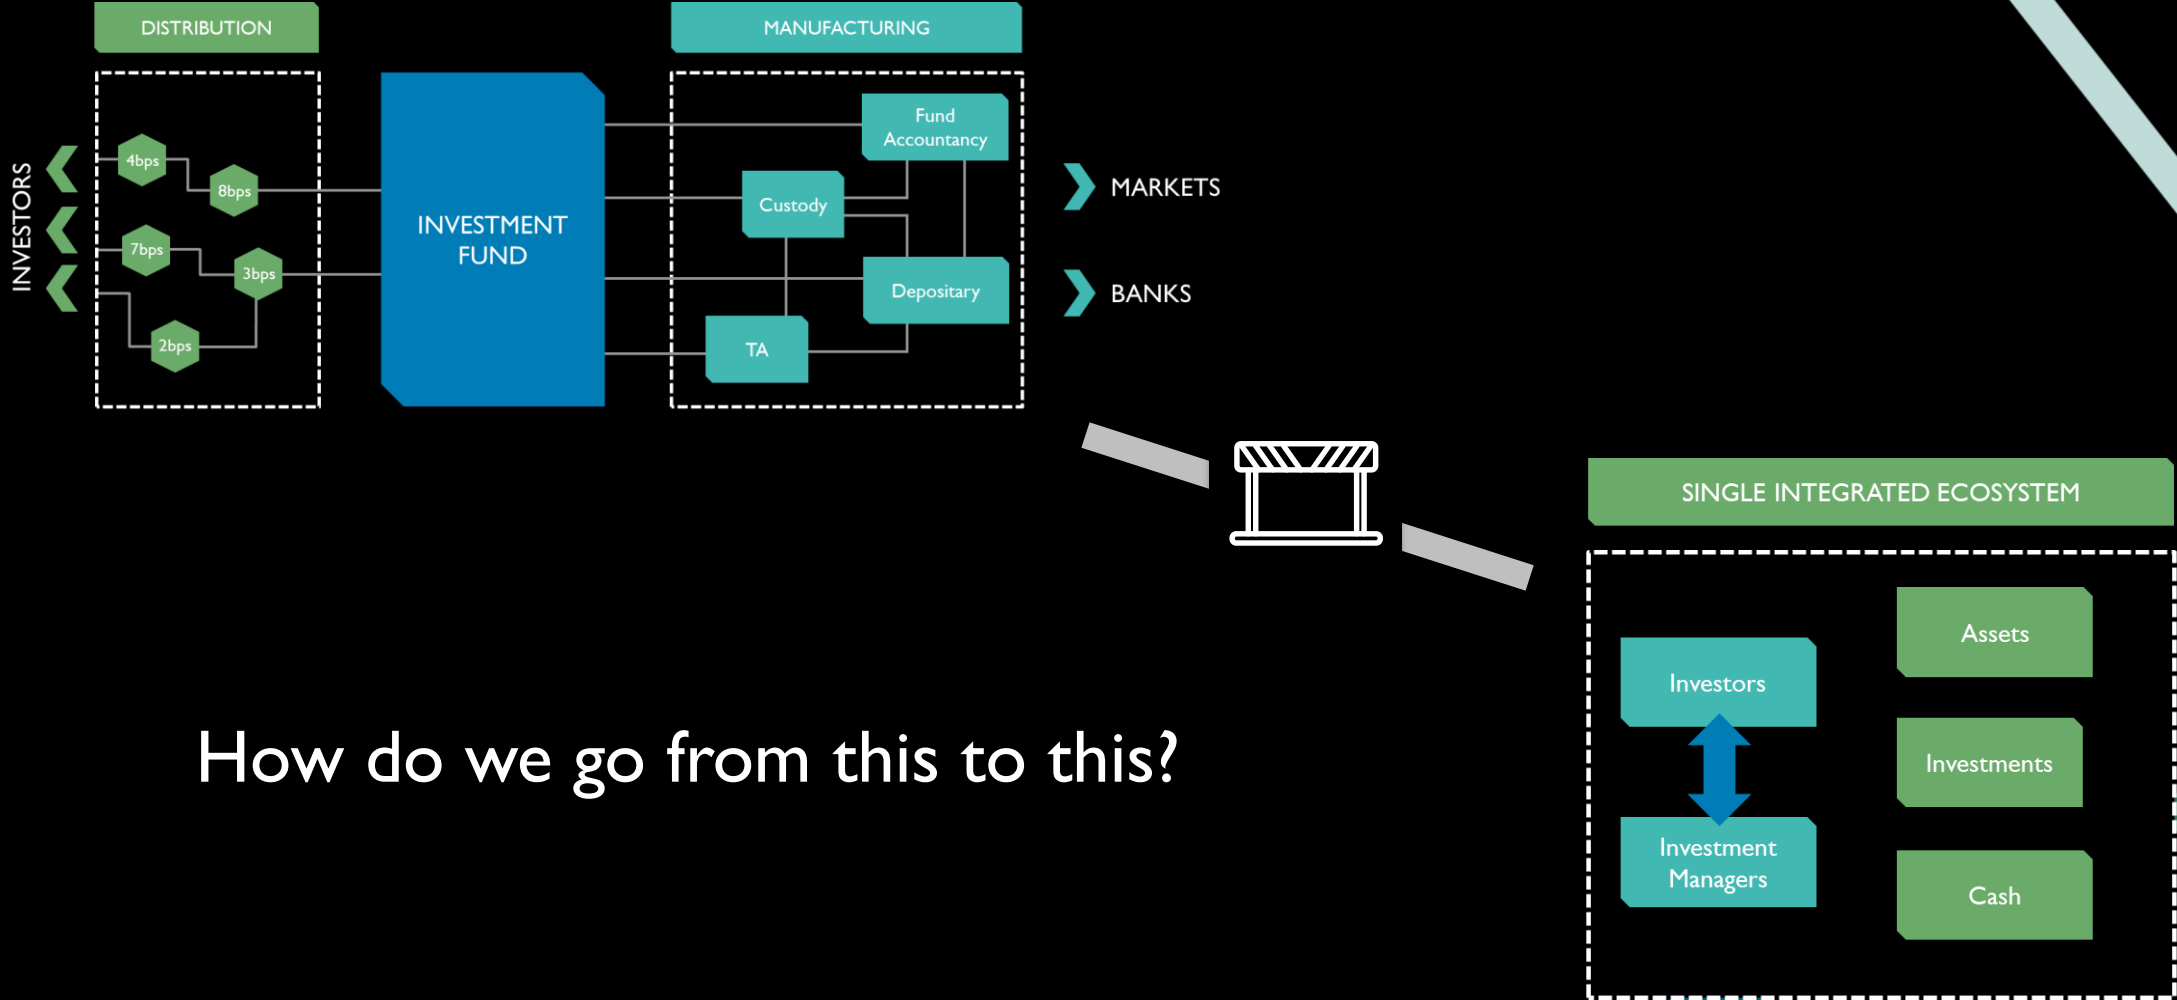 DISTRIBUTION
MANUFACTURING
INVESTORS
4bps
8bps
7bps
3bps
2bps
INVESTMENT
FUND
Fund
Accountancy
Custody
Depositary
TA
MARKETS
BANKS
SINGLE INTEGRATED ECOSYSTEM
Investors
Investment
Managers
Assets
Investments
Cash
How do we go from this to this?